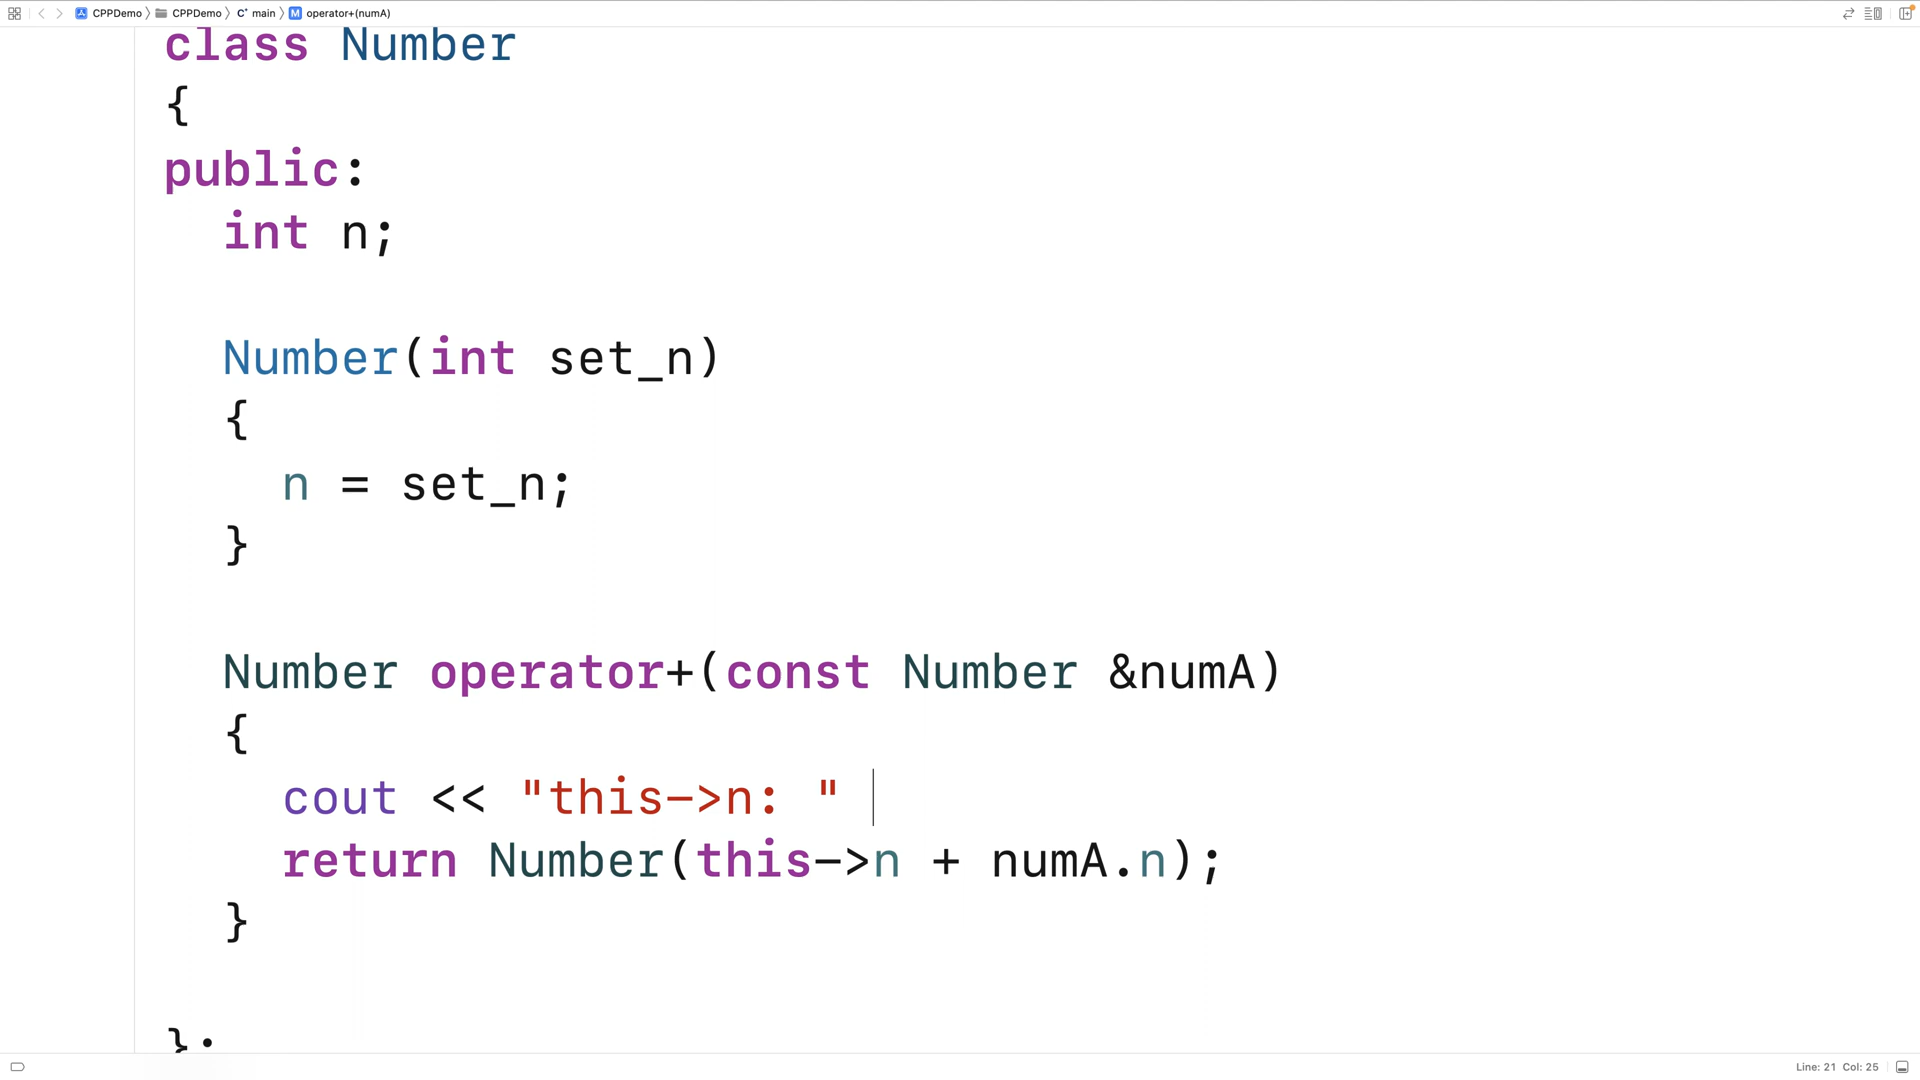 CPPDemo 〉 CPPDemo 〉 C⁺ main 〉 M operator+(numA)
class Number
{
public:
int n;
Number(int set_n)
{
n = set_n;
}
Number operator+(const Number &numA)
{
cout << "this->n: "
return Number(this->n + numA.n);
}
};
Line: 21 Col: 25